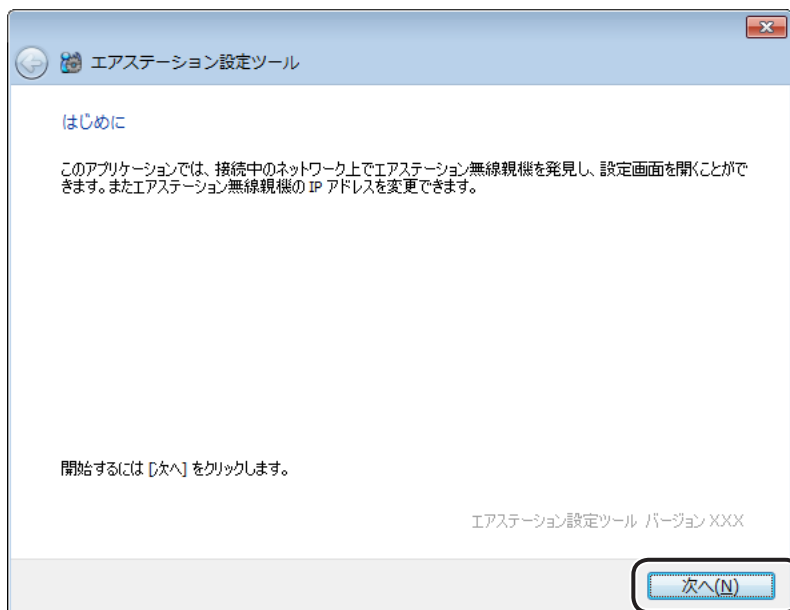 エアステーション設定ツール
はじめに
このアプリケーションでは、接続中のネットワーク上でエアステーション無線親機を発見し、設定画面を開くことがで
きます。またエアステーション無線親機の IP アドレスを変更できます。
開始するには [次へ] をクリックします。
エアステーション設定ツール バージョン XXX
次へ(N)